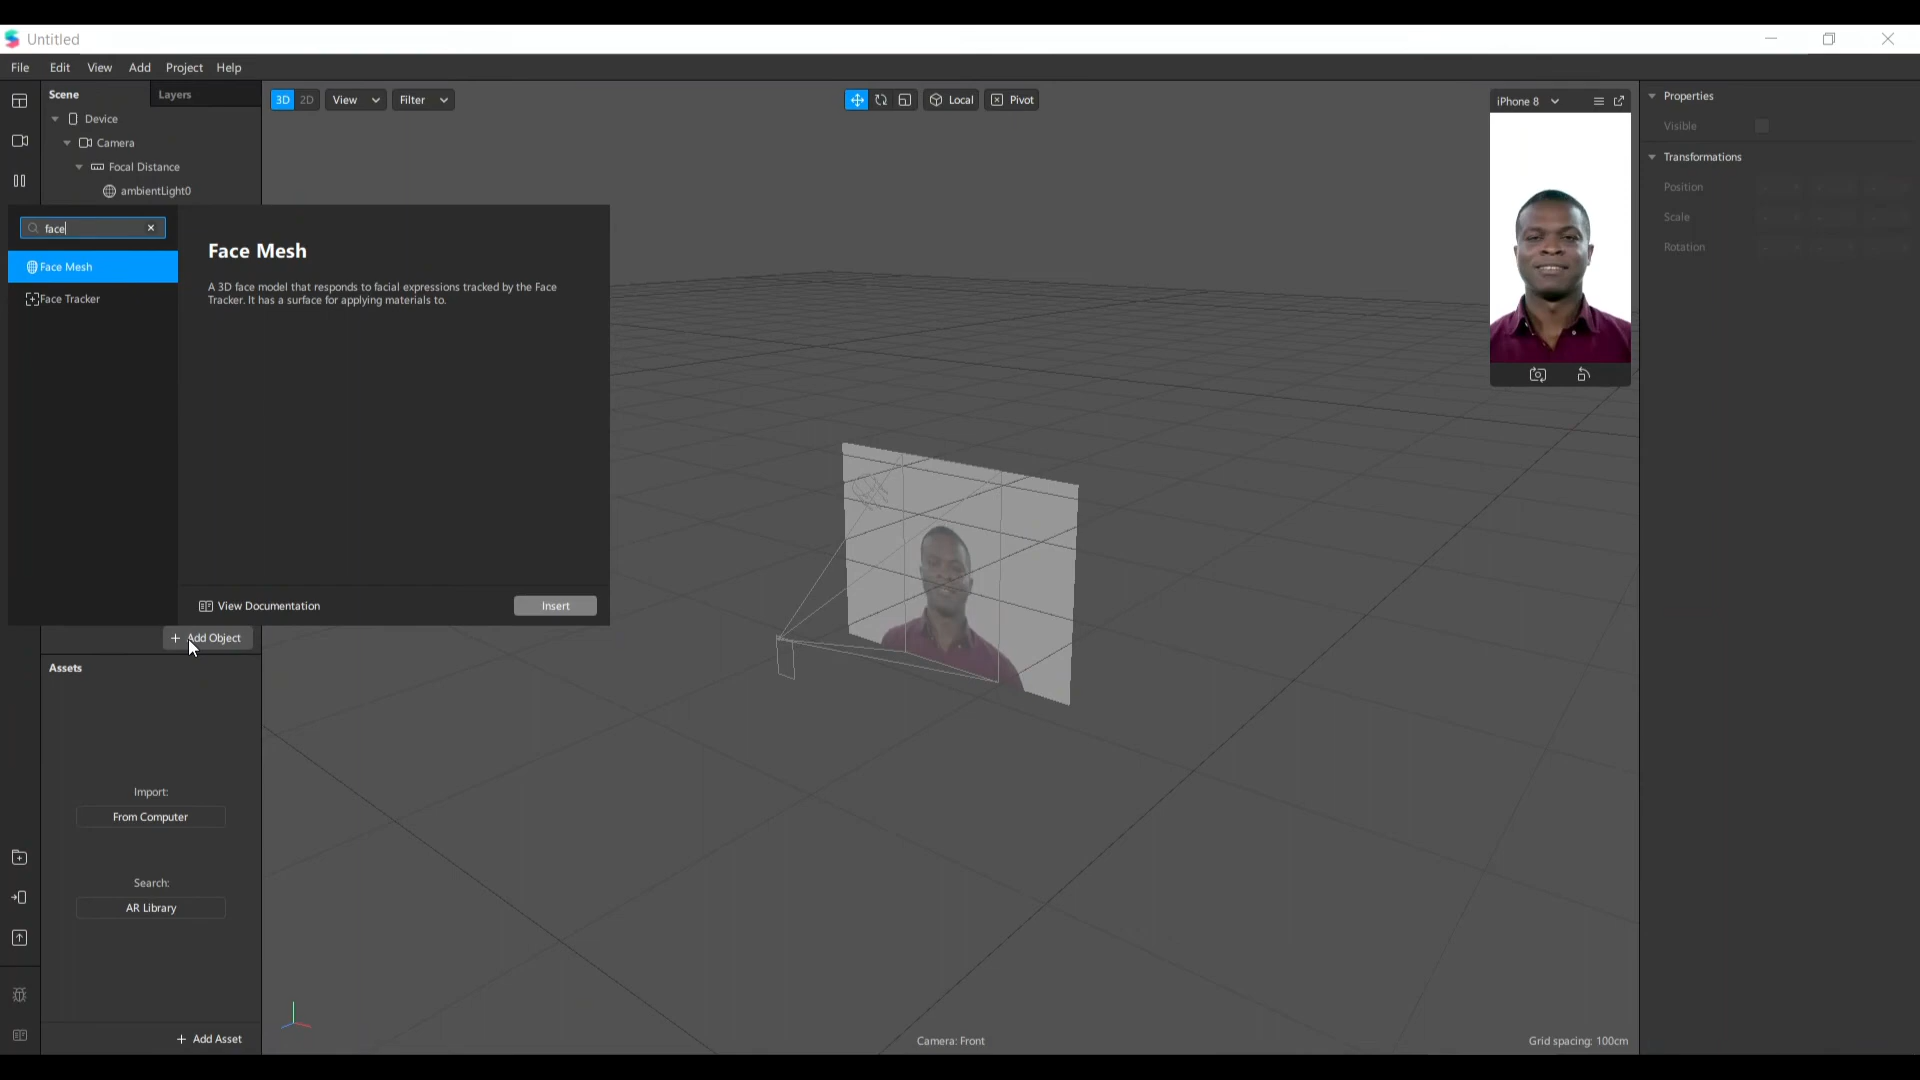 Untitled
File Edit View Add Project Help
Scene Layers
3D 2D View Filter Local Pivot
iPhone 8
Properties
Visible
Transformations
Position
Scale
Rotation
Device
Camera
Focal Distance
ambientLight0
face
Face Mesh
Face Tracker
Face Mesh
A 3D face model that responds to facial expressions tracked by the Face
Tracker. It has a surface for applying materials to.
View Documentation Insert
+ Add Object
Assets
Import:
From Computer
Search:
AR Library
+ Add Asset
Camera: Front
Grid spacing: 100cm